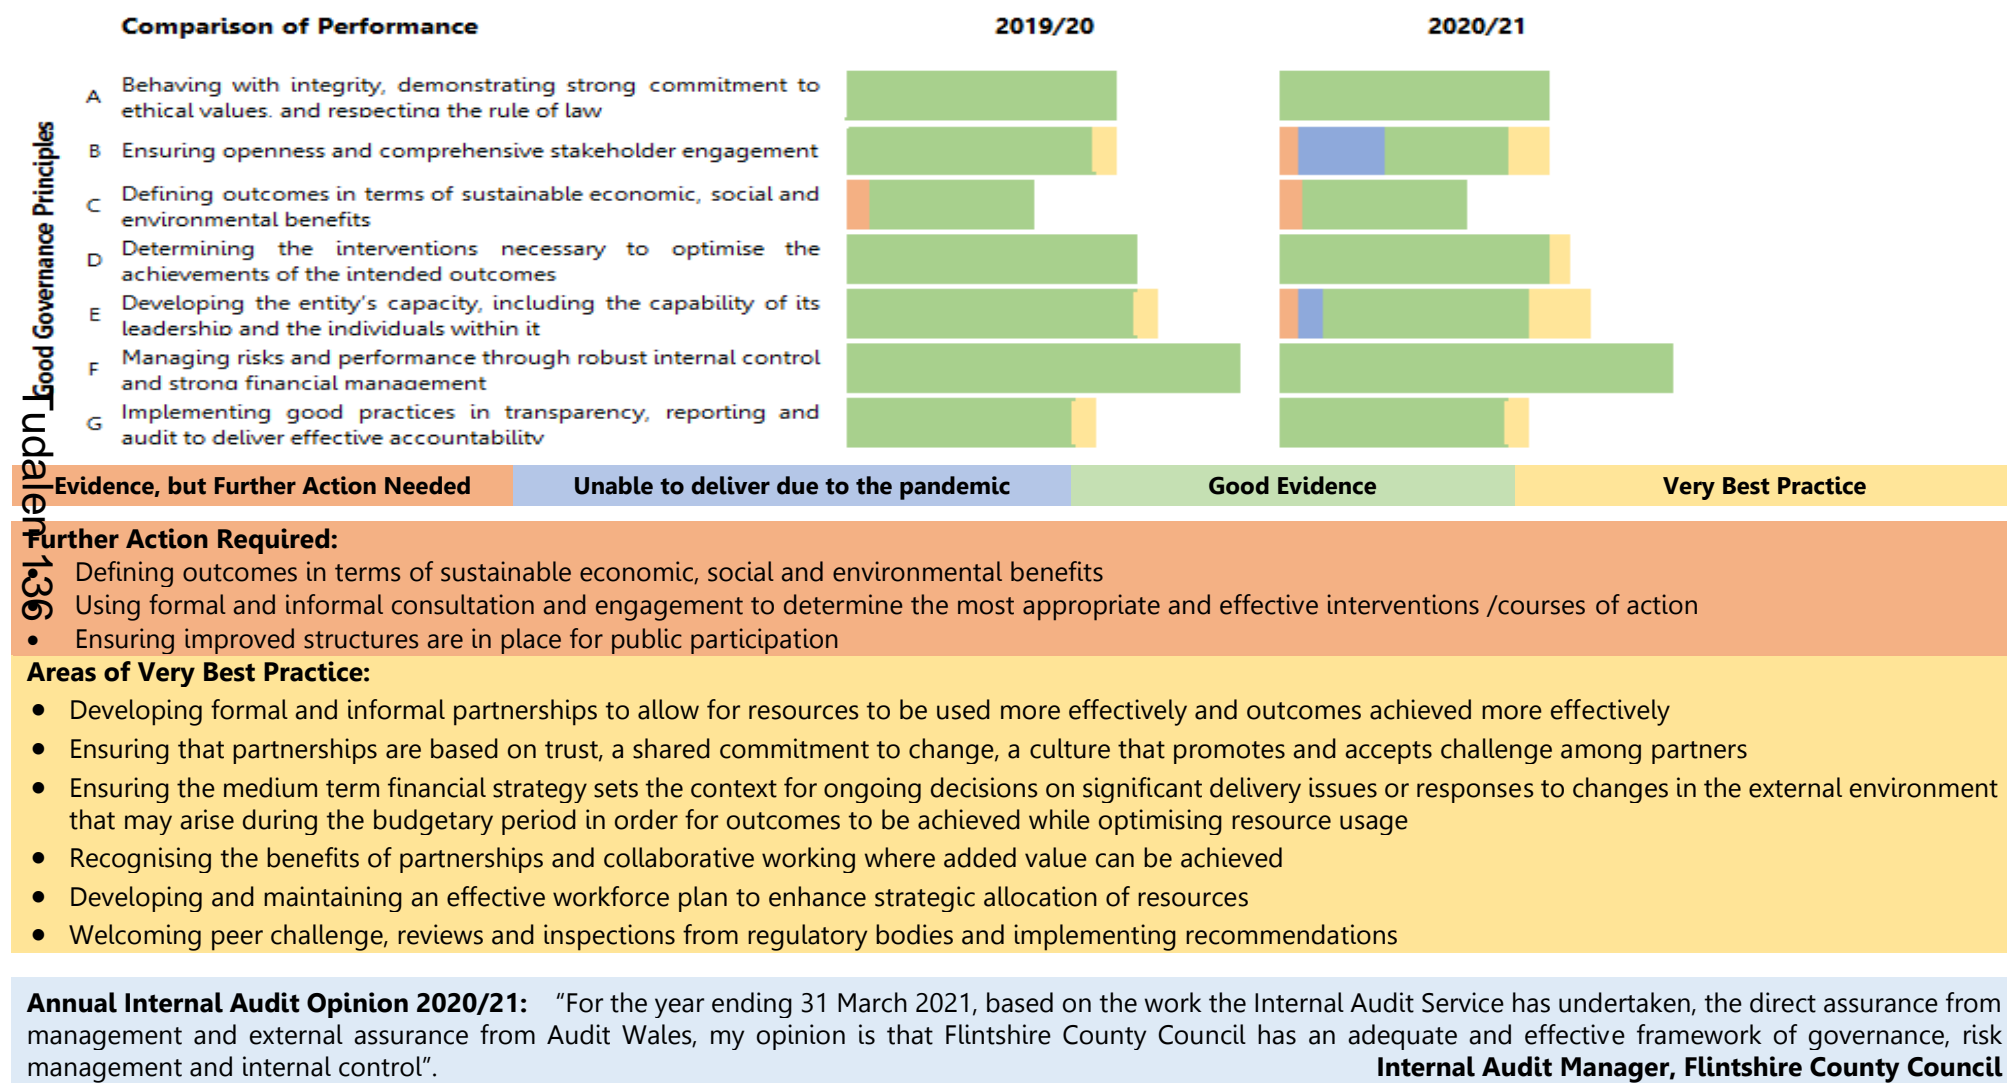 Comparison of Performance 2019/20 2020/21
Good Governance Principles
A Behaving with integrity, demonstrating strong commitment to
ethical values, and respecting the rule of law
B Ensuring openness and comprehensive stakeholder engagement
C Defining outcomes in terms of sustainable economic, social and
environmental benefits
D Determining the interventions necessary to optimise the
achievements of the intended outcomes
E Developing the entity's capacity, including the capability of its
leadership and the individuals within it
F Managing risks and performance through robust internal control
and strong financial management
G Implementing good practices in transparency, reporting and
audit to deliver effective accountability
Tudalen 136
Evidence, but Further Action Needed Unable to deliver due to the pandemic Good Evidence Very Best Practice
Further Action Required:
• Defining outcomes in terms of sustainable economic, social and environmental benefits
• Using formal and informal consultation and engagement to determine the most appropriate and effective interventions /courses of action
• Ensuring improved structures are in place for public participation
Areas of Very Best Practice:
• Developing formal and informal partnerships to allow for resources to be used more effectively and outcomes achieved more effectively
• Ensuring that partnerships are based on trust, a shared commitment to change, a culture that promotes and accepts challenge among partners
• Ensuring the medium term financial strategy sets the context for ongoing decisions on significant delivery issues or responses to changes in the external environment
that may arise during the budgetary period in order for outcomes to be achieved while optimising resource usage
• Recognising the benefits of partnerships and collaborative working where added value can be achieved
• Developing and maintaining an effective workforce plan to enhance strategic allocation of resources
• Welcoming peer challenge, reviews and inspections from regulatory bodies and implementing recommendations
Annual Internal Audit Opinion 2020/21: "For the year ending 31 March 2021, based on the work the Internal Audit Service has undertaken, the direct assurance from
management and external assurance from Audit Wales, my opinion is that Flintshire County Council has an adequate and effective framework of governance, risk
management and internal control". Internal Audit Manager, Flintshire County Council